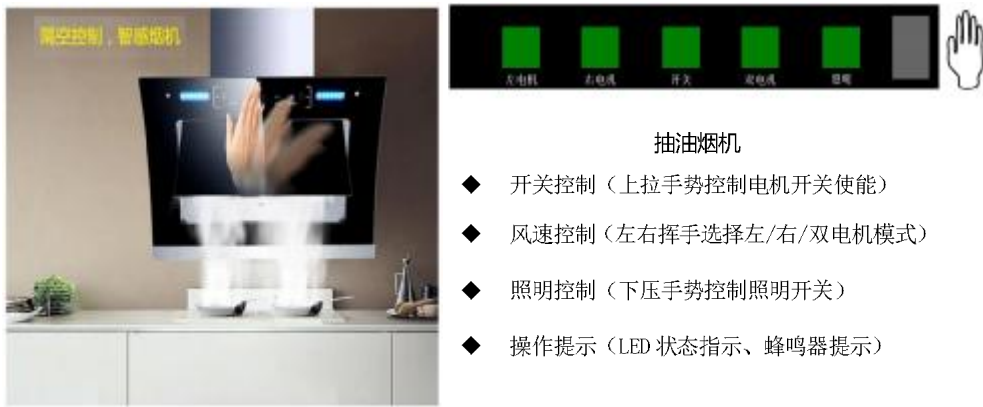 隔空控制，智感烟机
左电机 右电机 开关 双电机 照明
抽油烟机
◆ 开关控制（上拉手势控制电机开关使能）
◆ 风速控制（左右挥手选择左/右/双电机模式）
◆ 照明控制（下压手势控制照明开关）
◆ 操作提示（LED 状态指示、蜂鸣器提示）